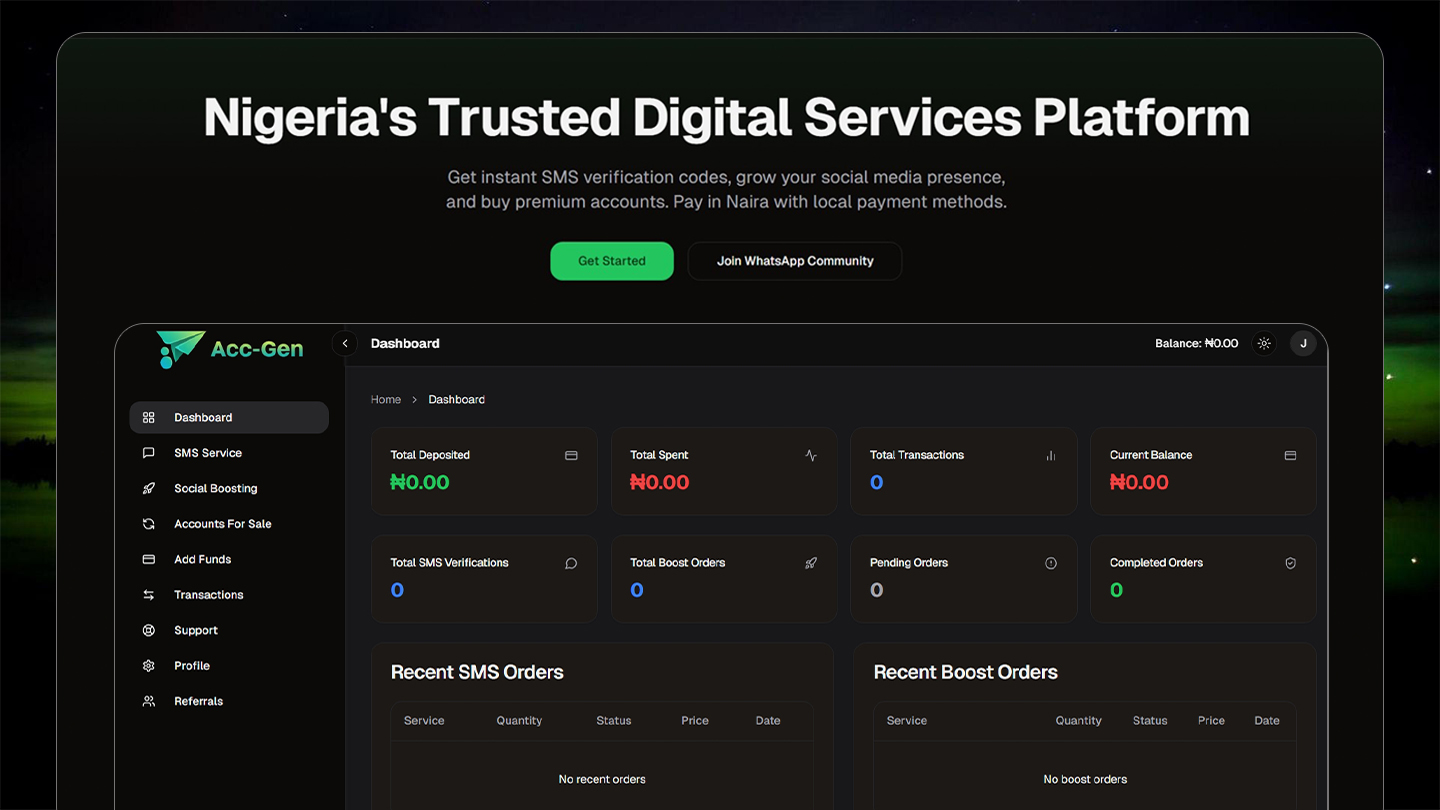 Nigeria's Trusted Digital Services Platform
Get instant SMS verification codes, grow your social media presence,
and buy premium accounts. Pay in Naira with local payment methods.
Get Started
Join WhatsApp Community
Acc-Gen
Dashboard
Balance: ₦0.00
J
Dashboard
SMS Service
Social Boosting
Accounts For Sale
Add Funds
Transactions
Support
Profile
Referrals
Home > Dashboard
Total Deposited
₦0.00
Total Spent
₦0.00
Total Transactions
0
Current Balance
₦0.00
Total SMS Verifications
0
Total Boost Orders
0
Pending Orders
0
Completed Orders
0
Recent SMS Orders
Service Quantity Status Price Date
No recent orders
Recent Boost Orders
Service Quantity Status Price Date
No boost orders